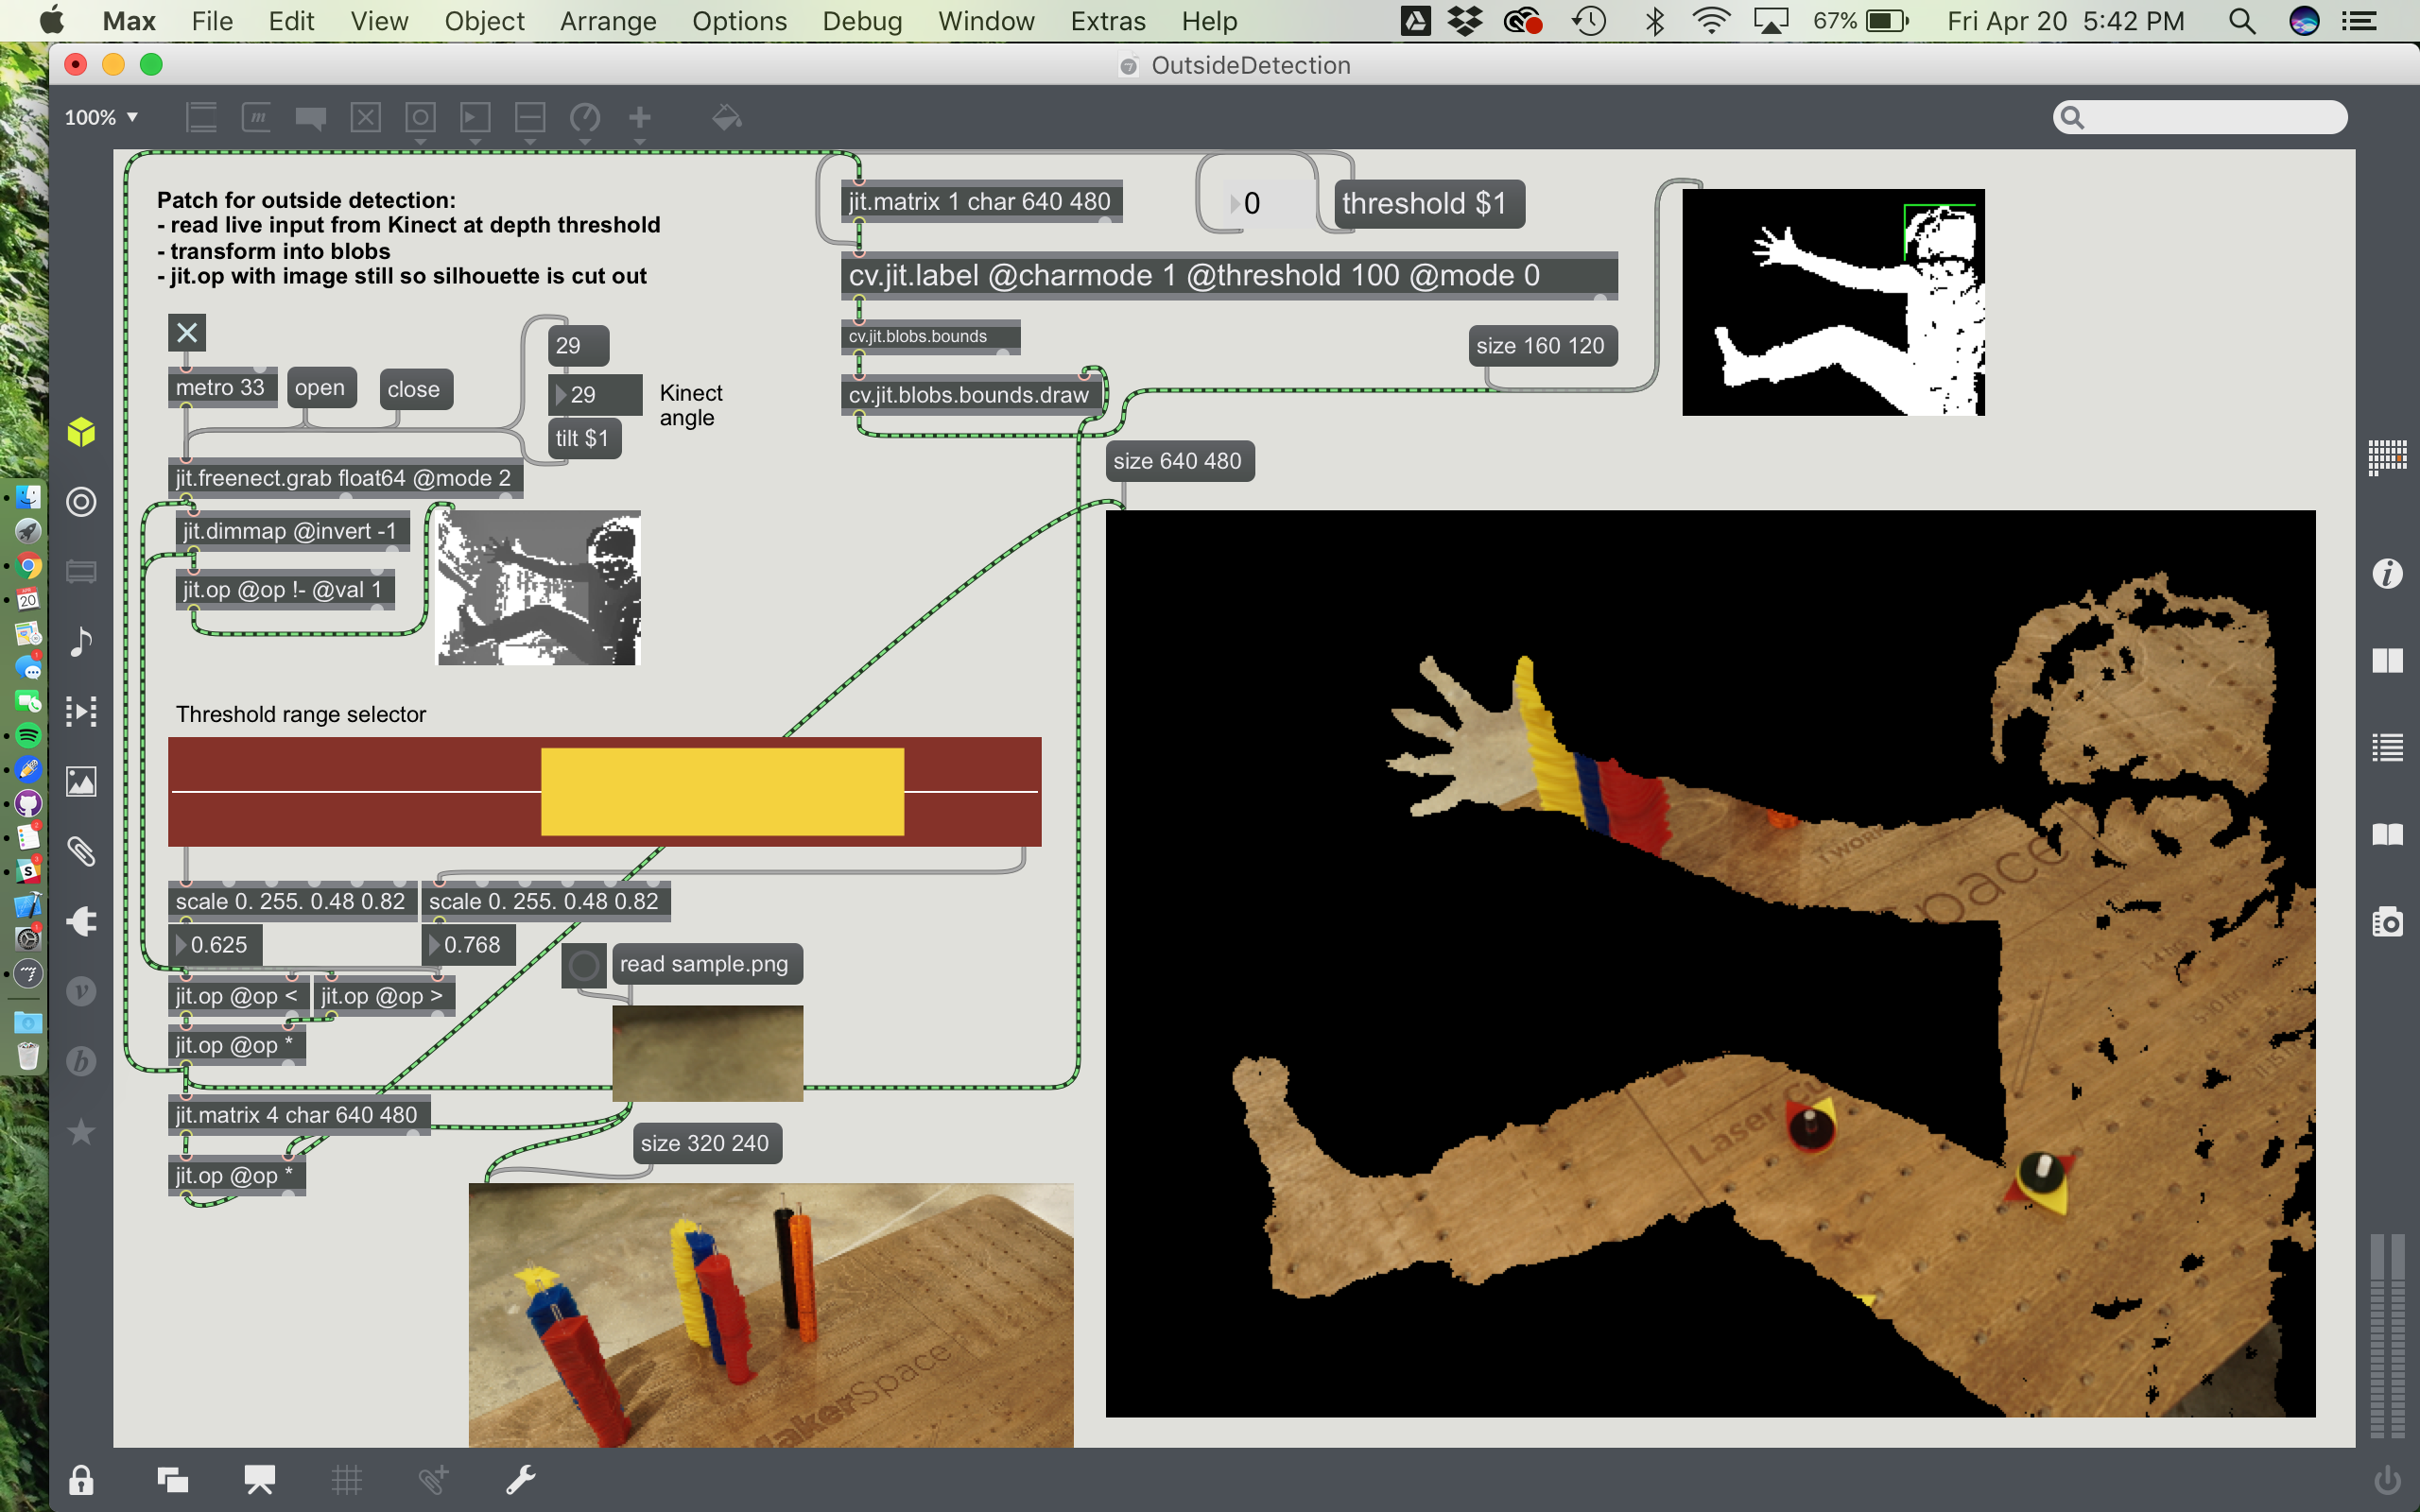 Max File Edit View Object Arrange Options Debug Window Extras Help 67% Fri Apr 20 5:42 PM
OutsideDetection
100%
Patch for outside detection:
- read live input from Kinect at depth threshold
- transform into blobs
- jit.op with image still so silhouette is cut out
jit.matrix 1 char 640 480
0
threshold $1
cv.jit.label @charmode 1 @threshold 100 @mode 0
cv.jit.blobs.bounds
cv.jit.blobs.bounds.draw
size 160 120
size 640 480
metro 33
open
close
29
29
tilt $1
Kinect
angle
jit.freenect.grab float64 @mode 2
jit.dimmap @invert -1
jit.op @op !- @val 1
Threshold range selector
scale 0. 255. 0.48 0.82
scale 0. 255. 0.48 0.82
0.625
0.768
read sample.png
jit.op @op <
jit.op @op >
jit.op @op *
jit.matrix 4 char 640 480
jit.op @op *
size 320 240
MakerSpace
space
Laser Cu